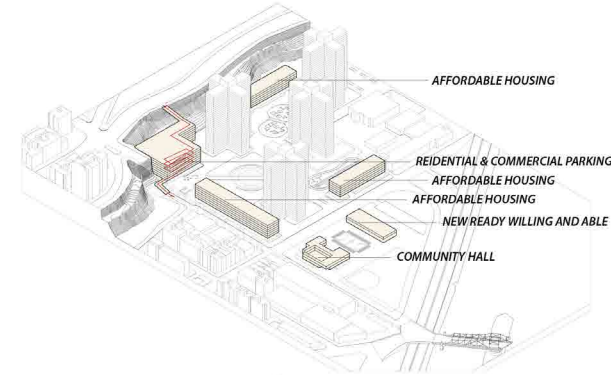 AFFORDABLE HOUSING
REIDENTIAL & COMMERCIAL PARKING
AFFORDABLE HOUSING
AFFORDABLE HOUSING
NEW READY WILLING AND ABLE
COMMUNITY HALL